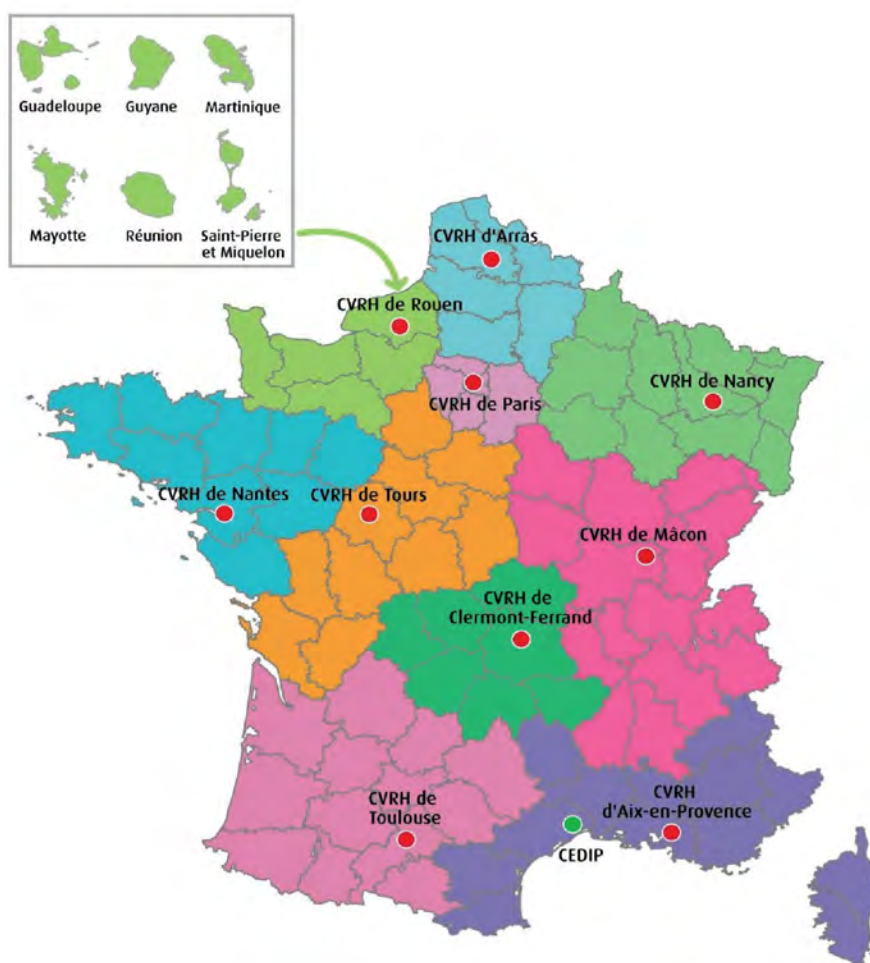 Guadeloupe
Guyane
Martinique
Mayotte
Réunion
Saint-Pierre
et Miquelon
CVRH d'Arras
CVRH de Rouen
CVRH de Nancy
CVRH de Paris
CVRH de Nantes
CVRH de Tours
CVRH de Mâcon
CVRH de
Clermont-Ferrand
CVRH de
Toulouse
CVRH
d'Aix-en-Provence
CEDIP